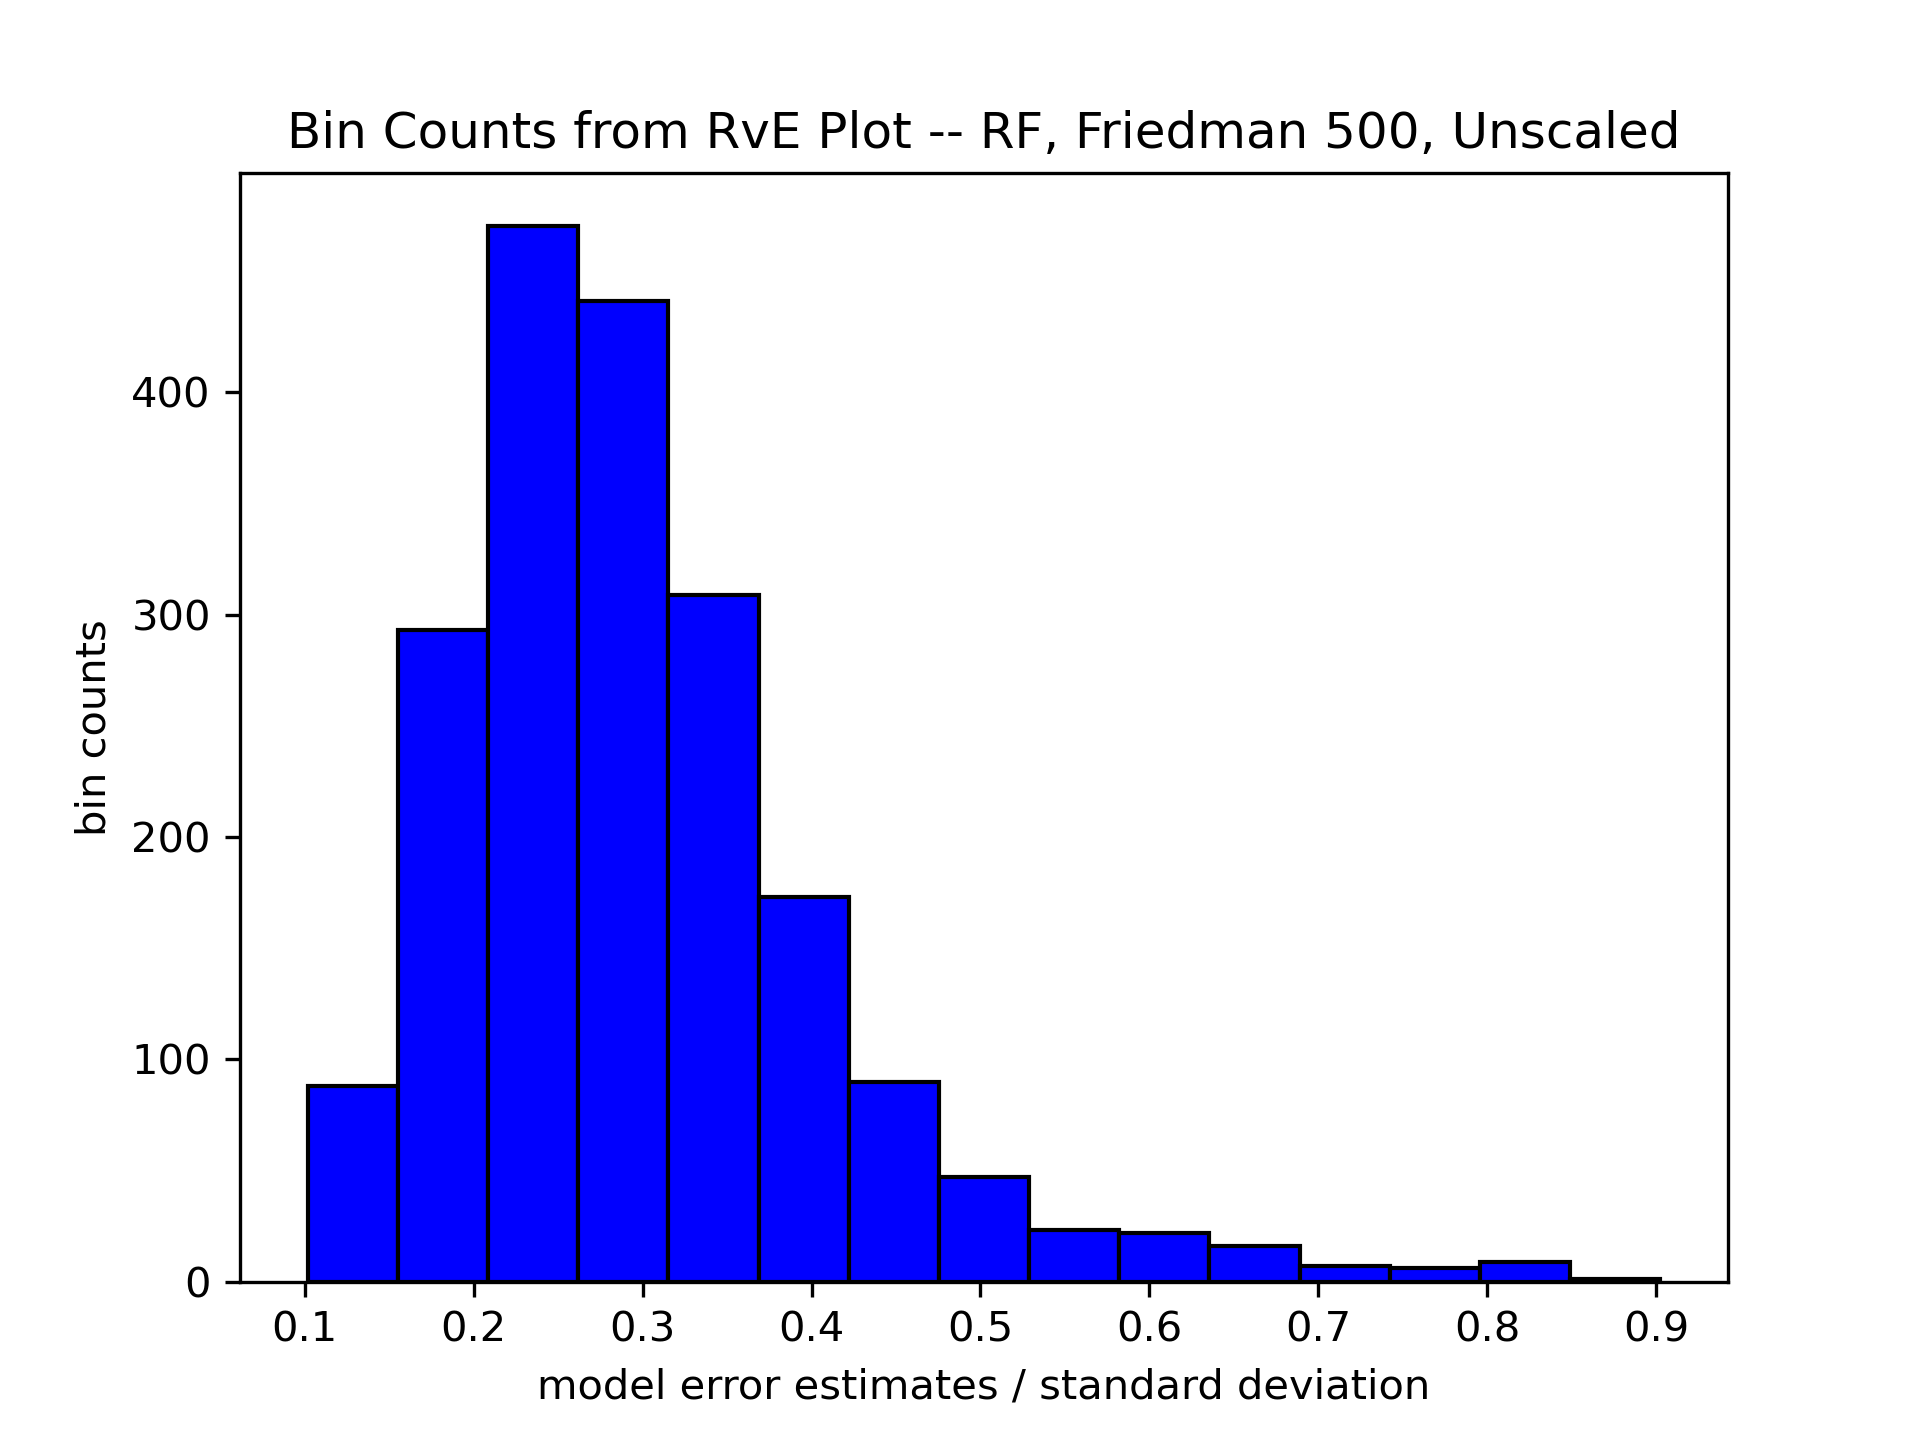 Bin Counts from RvE Plot -- RF, Friedman 500, Unscaled
bin counts
400
300
200
100
0
0.1 0.2 0.3 0.4 0.5 0.6 0.7 0.8 0.9
model error estimates / standard deviation